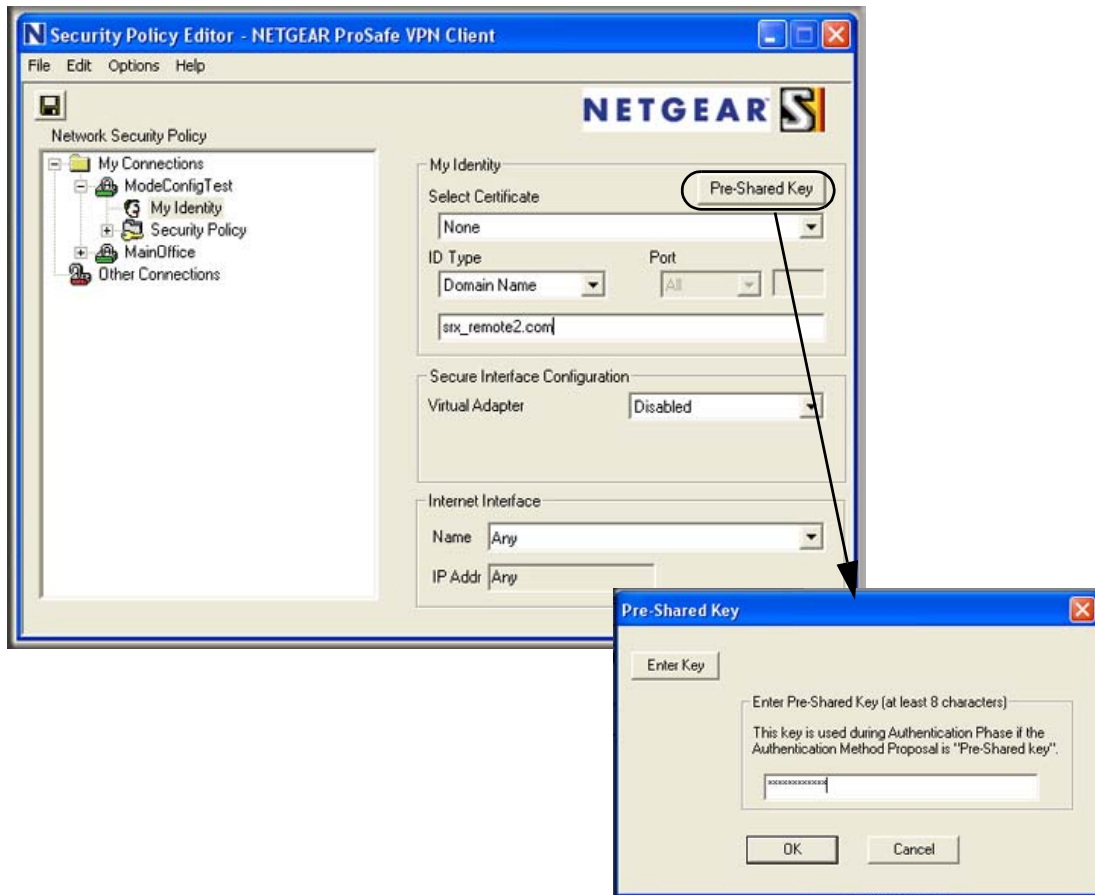 Security Policy Editor - NETGEAR ProSafe VPN Client
File Edit Options Help
NETGEAR
Network Security Policy
My Connections
ModeConfigTest
My Identity
Security Policy
MainOffice
Other Connections
My Identity
Pre-Shared Key
Select Certificate
None
ID Type
Port
Domain Name
All
srx_remote2.com
Secure Interface Configuration
Virtual Adapter
Disabled
Internet Interface
Name
Any
IP Addr
Any
Pre-Shared Key
Enter Key
Enter Pre-Shared Key (at least 8 characters)
This key is used during Authentication Phase if the
Authentication Method Proposal is "Pre-Shared key".
************
OK
Cancel